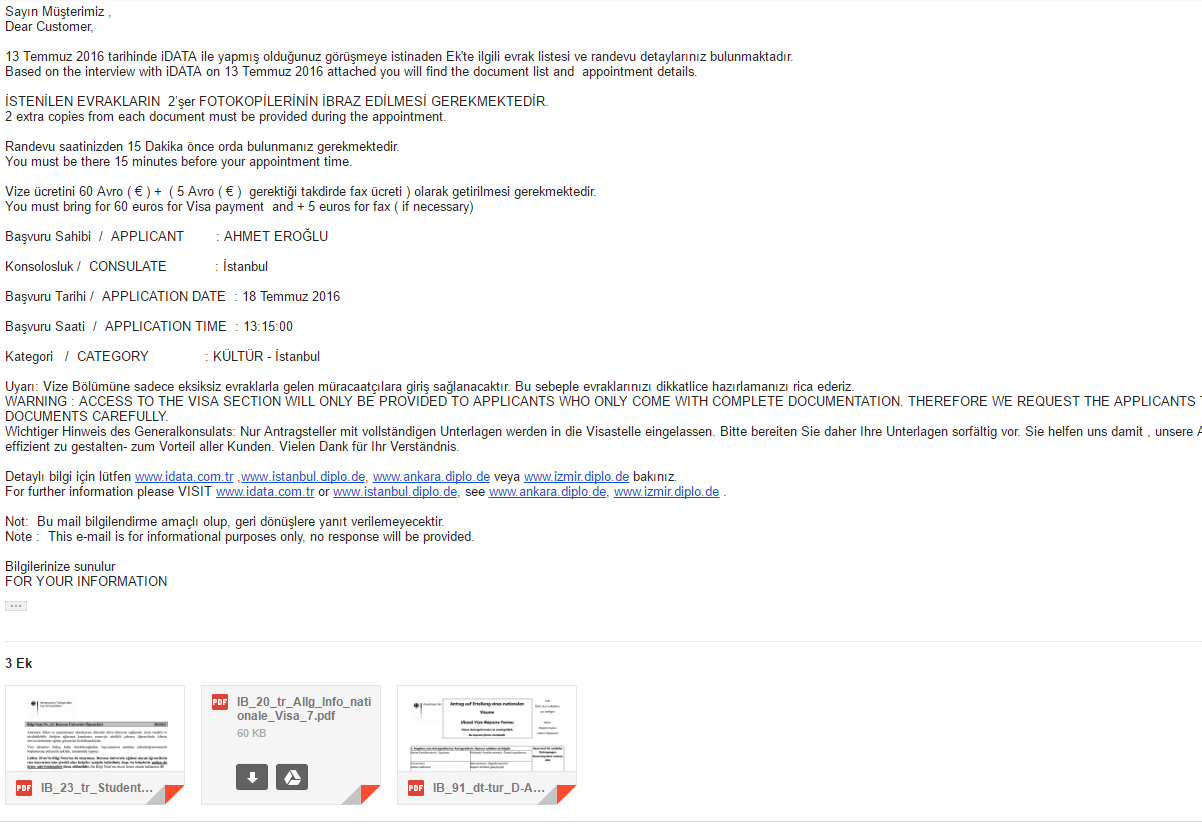 Sayın Müşterimiz ,
Dear Customer,
13 Temmuz 2016 tarihinde iDATA ile yapmış olduğunuz görüşmeye istinaden Ek'te ilgili evrak listesi ve randevu detaylarınız bulunmaktadır.
Based on the interview with iDATA on 13 Temmuz 2016 attached you will find the document list and appointment details.
İSTENİLEN EVRAKLARIN 2'şer FOTOKOPİLERİNİN İBRAZ EDİLMESİ GEREKMEKTEDİR.
2 extra copies from each document must be provided during the appointment.
Randevu saatinizden 15 Dakika önce orda bulunmanız gerekmektedir.
You must be there 15 minutes before your appointment time.
Vize ücretini 60 Avro ( € ) + ( 5 Avro ( € ) gerektiği takdirde fax ücreti ) olarak getirilmesi gerekmektedir.
You must bring for 60 euros for Visa payment and + 5 euros for fax ( if necessary)
Başvuru Sahibi / APPLICANT : AHMET EROĞLU
Konsolosluk / CONSULATE : İstanbul
Başvuru Tarihi / APPLICATION DATE : 18 Temmuz 2016
Başvuru Saati / APPLICATION TIME : 13:15:00
Kategori / CATEGORY : KÜLTÜR - İstanbul
Uyarı: Vize Bölümüne sadece eksiksiz evraklarla gelen müracaatçılara giriş sağlanacaktır. Bu sebeple evraklarınızı dikkatlice hazırlamanızı rica ederiz.
WARNING : ACCESS TO THE VISA SECTION WILL ONLY BE PROVIDED TO APPLICANTS WHO ONLY COME WITH COMPLETE DOCUMENTATION. THEREFORE WE REQUEST THE APPLICANTS
DOCUMENTS CAREFULLY.
Wichtiger Hinweis des Generalkonsulats: Nur Antragsteller mit vollständigen Unterlagen werden in die Visastelle eingelassen. Bitte bereiten Sie daher Ihre Unterlagen sorfältig vor. Sie helfen uns damit , unsere
effizient zu gestalten- zum Vorteil aller Kunden. Vielen Dank für Ihr Verständnis.
Detaylı bilgi için lütfen www.idata.com.tr ,www.istanbul.diplo.de, www.ankara.diplo.de veya www.izmir.diplo.de bakınız.
For further information please VISIT www.idata.com.tr or www.istanbul.diplo.de, see www.ankara.diplo.de, www.izmir.diplo.de .
Not: Bu mail bilgilendirme amaçlı olup, geri dönüşlere yanıt verilemeyecektir.
Note : This e-mail is for informational purposes only, no response will be provided.
Bilgilerinize sunulur
FOR YOUR INFORMATION
3 Ek
PDF IB_23_tr_Student...
PDF IB_20_tr_Allg_Info_nati
onale_Visa_7.pdf
60 KB
Antrag auf Erteilung eines nationalen
Visums
Ulusal Vize Başvuru Formu
PDF IB_91_dt-tur_D-A...